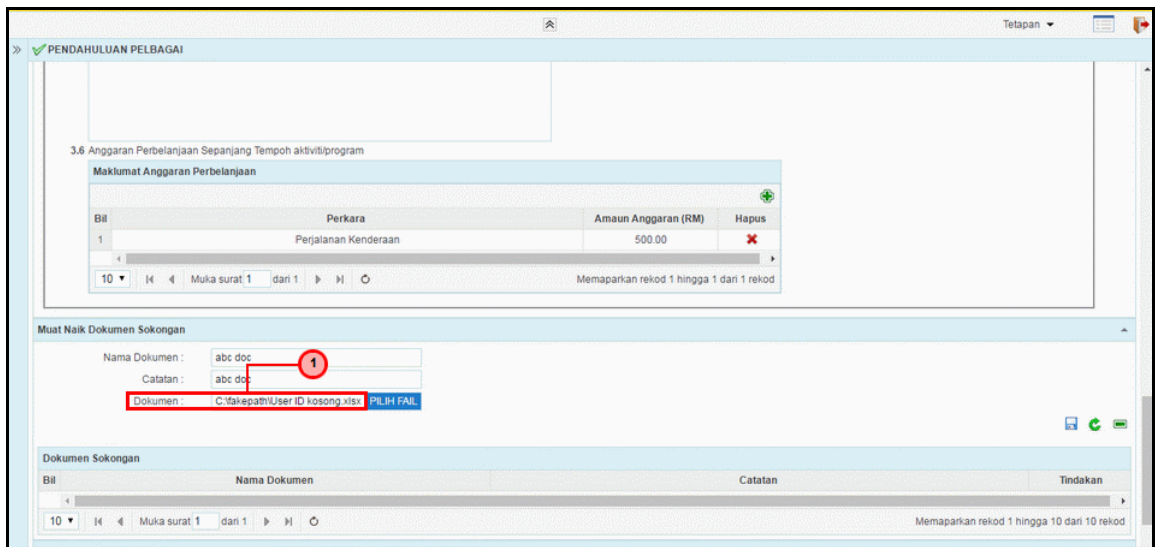 Tetapan
PENDAHULUAN PELBAGAI
3.6 Anggaran Perbelanjaan Sepanjang Tempoh aktiviti/program
Maklumat Anggaran Perbelanjaan
Bil Perkara Amaun Anggaran (RM) Hapus
1 Perjalanan Kenderaan 500.00
10 Muka surat 1 dari 1 Memaparkan rekod 1 hingga 1 dari 1 rekod
Muat Naik Dokumen Sokongan
Nama Dokumen : abc doc
1
Catatan : abc doc
Dokumen : C:\fakepath\User ID kosong.xlsx PILIH FAIL
Dokumen Sokongan
Bil Nama Dokumen Catatan Tindakan
10 Muka surat 1 dari 1 Memaparkan rekod 1 hingga 10 dari 10 rekod